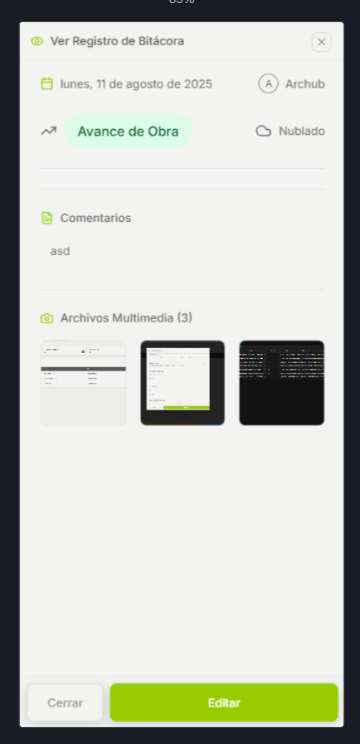 Ver Registro de Bitácora
lunes, 11 de agosto de 2025
A Archub
Avance de Obra
Nublado
Comentarios
asd
Archivos Multimedia (3)
Cerrar
Editar